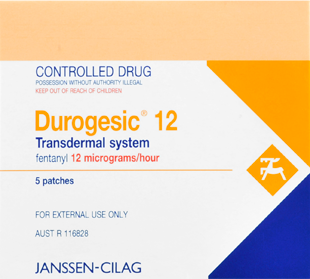 CONTROLLED DRUG
POSSESSION WITHOUT AUTHORITY ILLEGAL
KEEP OUT OF REACH OF CHILDREN
Durogesic® 12
Transdermal system
fentanyl 12 micrograms/hour
5 patches
FOR EXTERNAL USE ONLY
AUST R 116828
JANSSEN-CILAG